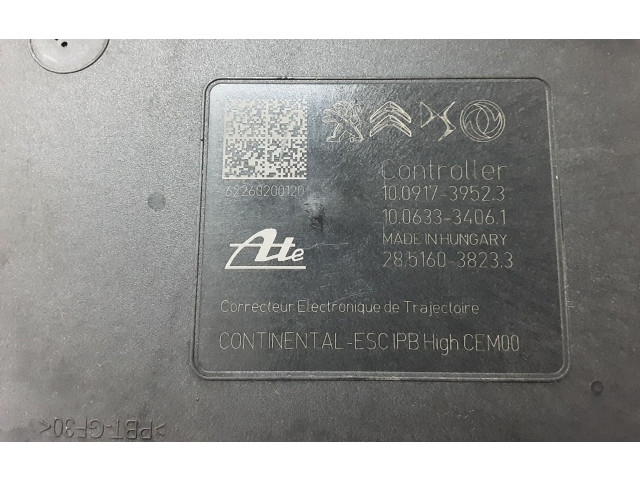 62260200120
Ate
Controller
10.0917-3952.3
10.0633-3406.1
MADE IN HUNGARY
28.5160-3823.3
Correcteur Electronique de Trajectoire
CONTINENTAL-ESC IPB High CEM00
>PBT-GF30<